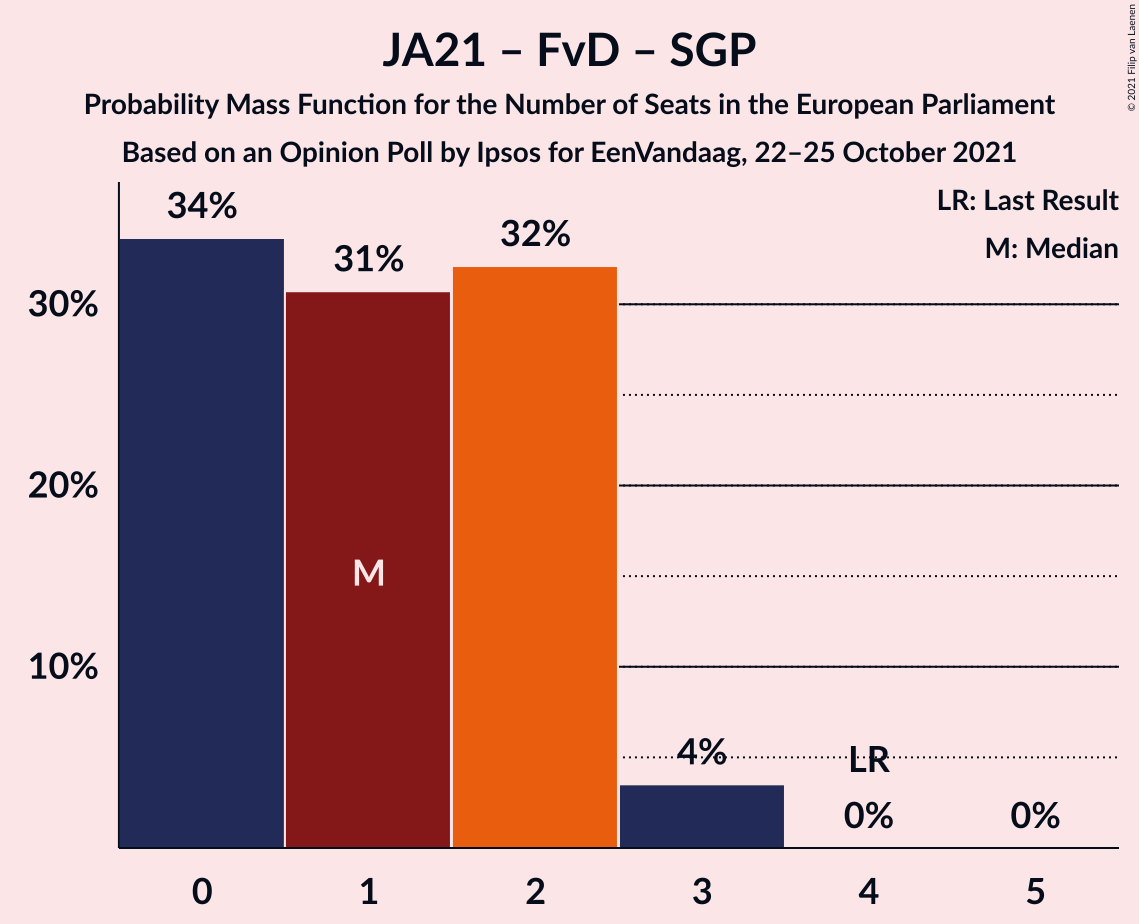 JA21 – FvD – SGP
Probability Mass Function for the Number of Seats in the European Parliament
Based on an Opinion Poll by Ipsos for EenVandaag, 22–25 October 2021
© 2021 Filip van Laenen
LR: Last Result
M: Median
34%
31%
32%
4%
LR
0%
0%
M
30%
20%
10%
0
1
2
3
4
5